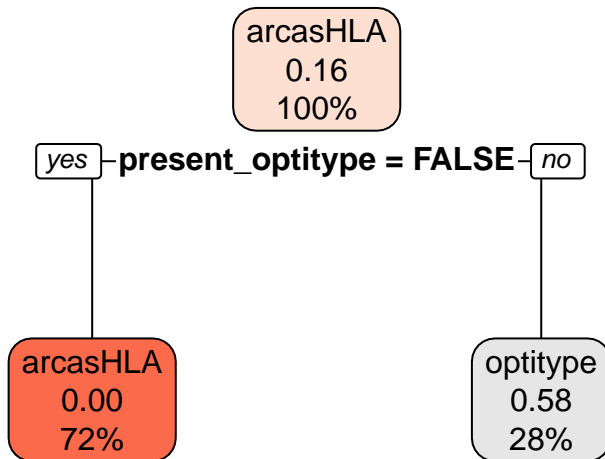 arcasHLA
0.16
100%
yes present_optitype = FALSE no
arcasHLA
0.00
72%
optitype
0.58
28%